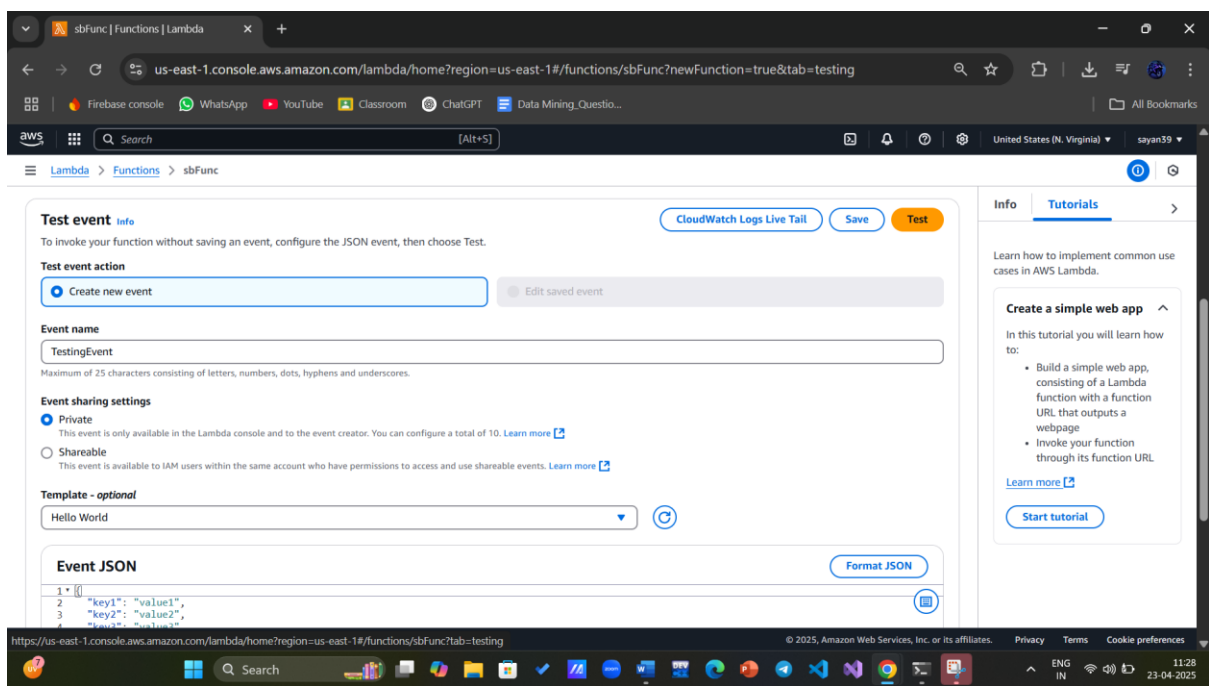 sbFunc | Functions | Lambda
us-east-1.console.aws.amazon.com/lambda/home?region=us-east-1#/functions/sbFunc?newFunction=true&tab=testing
Firebase console WhatsApp YouTube Classroom ChatGPT Data Mining_Questio... All Bookmarks
aws Search [Alt+S] United States (N. Virginia) sayan39
Lambda > Functions > sbFunc
Test event Info
CloudWatch Logs Live Tail Save Test
To invoke your function without saving an event, configure the JSON event, then choose Test.
Test event action
Create new event
Edit saved event
Event name
TestingEvent
Maximum of 25 characters consisting of letters, numbers, dots, hyphens and underscores.
Event sharing settings
Private
This event is only available in the Lambda console and to the event creator. You can configure a total of 10. Learn more
Shareable
This event is available to IAM users within the same account who have permissions to access and use shareable events. Learn more
Template - optional
Hello World
Event JSON
Format JSON
1 {
2 "key1": "value1",
3 "key2": "value2",
4 "key3": "value3"
Info Tutorials
Learn how to implement common use
cases in AWS Lambda.
Create a simple web app
In this tutorial you will learn how
to:
• Build a simple web app,
consisting of a Lambda
function with a function
URL that outputs a
webpage
• Invoke your function
through its function URL
Learn more
Start tutorial
https://us-east-1.console.aws.amazon.com/lambda/home?region=us-east-1#/functions/sbFunc?tab=testing
© 2025, Amazon Web Services, Inc. or its affiliates. Privacy Terms Cookie preferences
Search
ENG
IN
11:28
23-04-2025